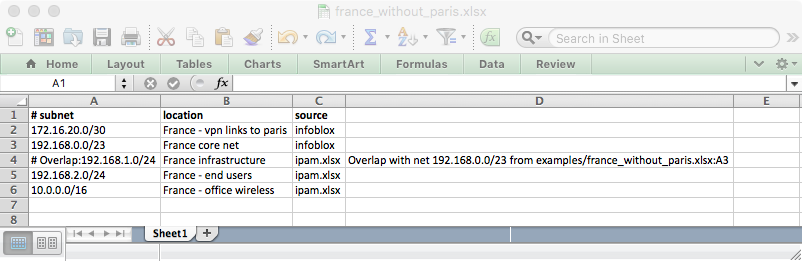 france_without_paris.xlsx
Search in Sheet
Home Layout Tables Charts SmartArt Formulas Data Review
A1 fx
A B C D E
1 # subnet location source
2 172.16.20.0/30 France - vpn links to paris infoblox
3 192.168.0.0/23 France core net infoblox
4 # Overlap:192.168.1.0/24 France infrastructure ipam.xlsx Overlap with net 192.168.0.0/23 from examples/france_without_paris.xlsx:A3
5 192.168.2.0/24 France - end users ipam.xlsx
6 10.0.0.0/16 France - office wireless ipam.xlsx
7
8
Sheet1 +